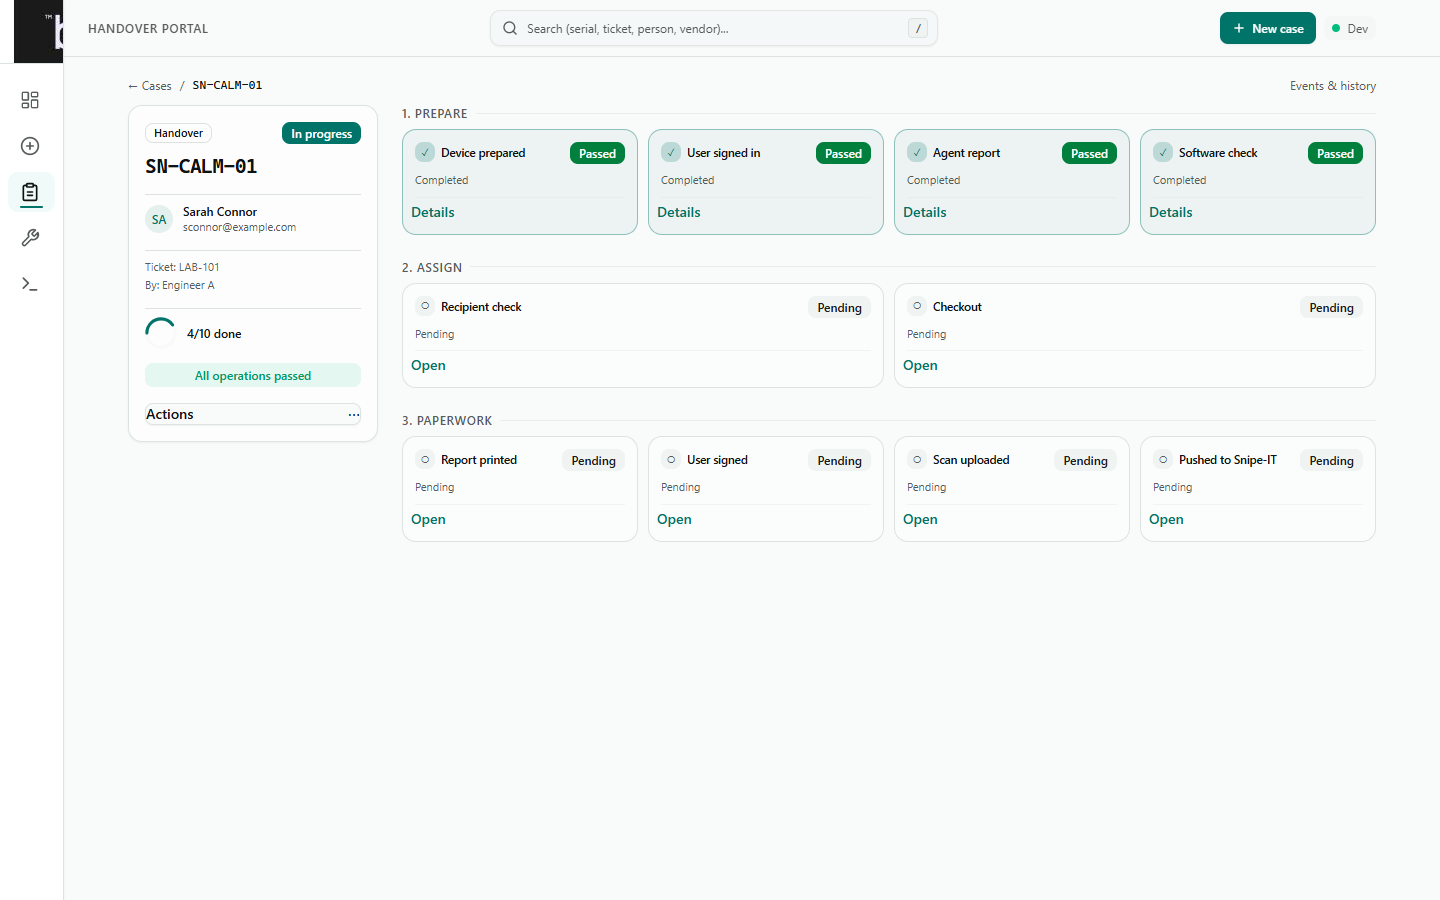 ™b
HANDOVER PORTAL
Search (serial, ticket, person, vendor)...
/
+ New case
Dev
← Cases / SN-CALM-01
Events & history
Handover
In progress
SN-CALM-01
SA
Sarah Connor
sconnor@example.com
Ticket: LAB-101
By: Engineer A
4/10 done
All operations passed
Actions
...
1. PREPARE
✓ Device prepared Passed
Completed
Details
✓ User signed in Passed
Completed
Details
✓ Agent report Passed
Completed
Details
✓ Software check Passed
Completed
Details
2. ASSIGN
○ Recipient check Pending
Pending
Open
○ Checkout Pending
Pending
Open
3. PAPERWORK
○ Report printed Pending
Pending
Open
○ User signed Pending
Pending
Open
○ Scan uploaded Pending
Pending
Open
○ Pushed to Snipe-IT Pending
Pending
Open